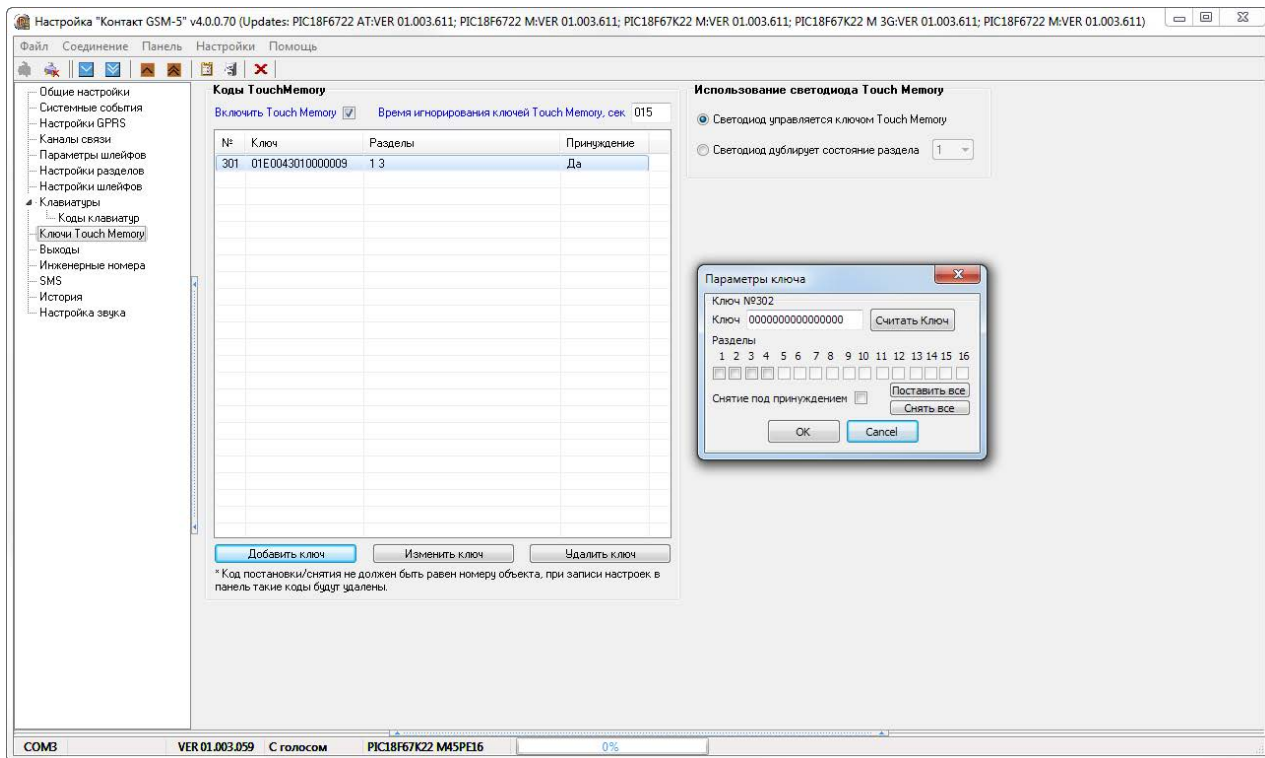 Настройка "Контакт GSM-5" v4.0.0.70 (Updates: PIC18F6722 AT:VER 01.003.611; PIC18F6722 M:VER 01.003.611; PIC18F67K22 M:VER 01.003.611; PIC18F67K22 M 3G:VER 01.003.611; PIC18F6722 M:VER 01.003.611)
Файл Соединение Панель Настройки Помощь
Общие настройки
Системные события
Настройки GPRS
Каналы связи
Параметры шлейфов
Настройки разделов
Настройки шлейфов
Клавиатуры
Коды клавиатур
Ключи Touch Memory
Выходы
Инженерные номера
SMS
История
Настройка звука
Коды TouchMemory
Включить Touch Memory Время игнорирования ключей Touch Memory, сек 015
№ Ключ Разделы Принуждение
301 01E0043010000009 1 3 Да
Добавить ключ Изменить ключ Удалить ключ
* Код постановки/снятия не должен быть равен номеру объекта, при записи настроек в
панель такие коды будут удалены.
Использование светодиода Touch Memory
Светодиод управляется ключом Touch Memory
Светодиод дублирует состояние раздела 1
Параметры ключа
Ключ №302
Ключ 0000000000000000 Считать Ключ
Разделы
1 2 3 4 5 6 7 8 9 10 11 12 13 14 15 16
Поставить все
Снятие под принуждением
Снять все
OK Cancel
COM3 VER 01.003.059 С голосом PIC18F67K22 M45PE16 0%